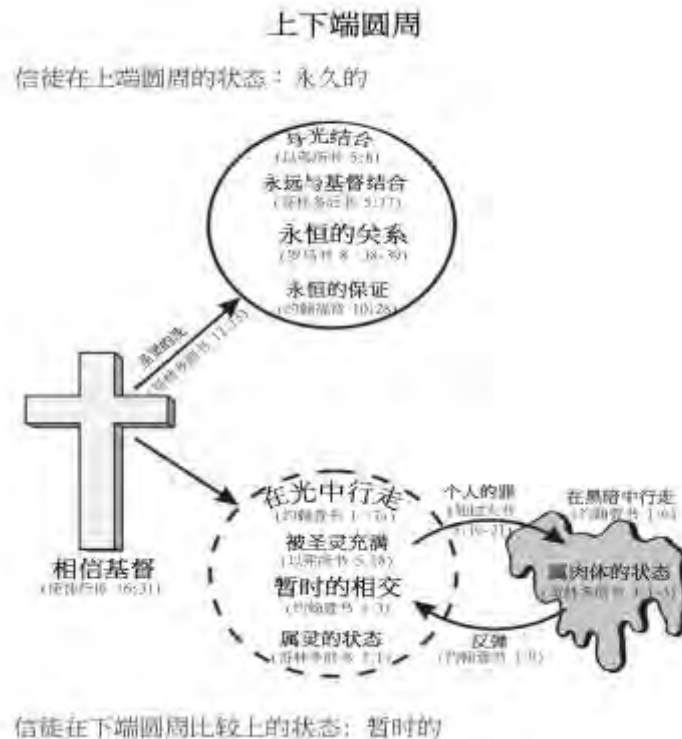 上下端圆周
信徒在上端圆周的状态：永久的
与光结合
(以弗所书 5:8)
永远与基督结合
(哥林多后书 5:17)
永恒的关系
(罗马书 8:38-39)
永恒的保证
(约翰福音 10:28)
圣灵的洗
(哥林多前书 12:13)
相信基督
(使徒行传 16:31)
在光中行走
(约翰壹书
被圣灵充满
(以弗所书 5:18)
暂时的相交
(约翰壹书 1:3)
属灵的状态
(哥林多前书
个人的罪
在黑暗中行走
(约翰壹书 1:6)
属肉体的状态
(哥林多前书 3:1-3)
反弹
(约翰壹书 1:9)
信徒在下端圆周比较上的状态：暂时的